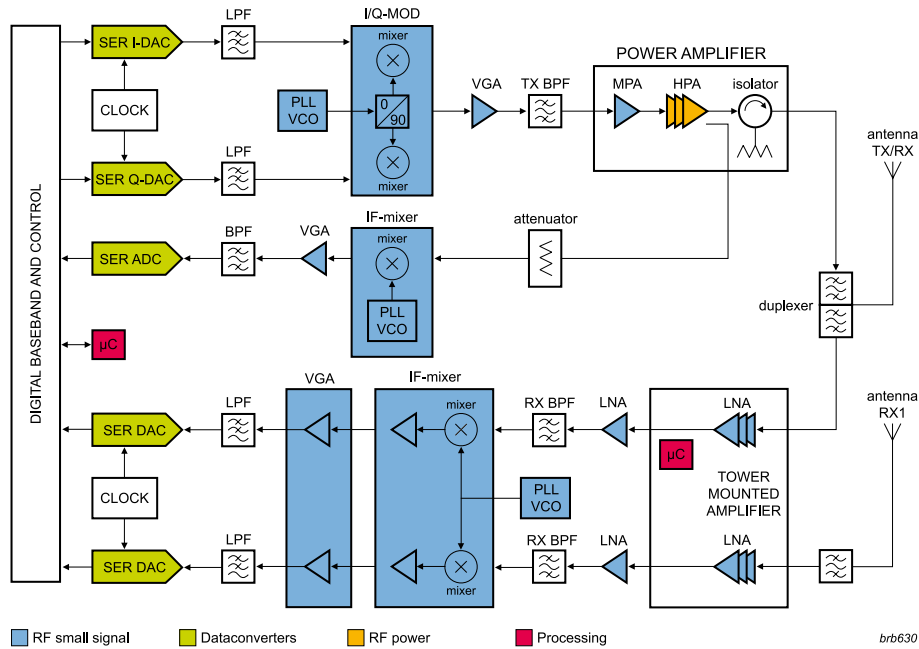 LPF
I/Q-MOD
SER I-DAC
mixer
POWER AMPLIFIER
VGA
TX BPF
MPA
HPA
isolator
CLOCK
PLL
VCO
0
90
antenna
TX/RX
LPF
SER Q-DAC
mixer
IF-mixer
attenuator
BPF
VGA
mixer
SER ADC
PLL
VCO
duplexer
DIGITAL BASEBAND AND CONTROL
µC
VGA
IF-mixer
antenna
RX1
LPF
mixer
RX BPF
LNA
LNA
SER DAC
µC
TOWER
MOUNTED
AMPLIFIER
CLOCK
PLL
VCO
LPF
RX BPF
LNA
LNA
SER DAC
mixer
RF small signal
Dataconverters
RF power
Processing
brb630